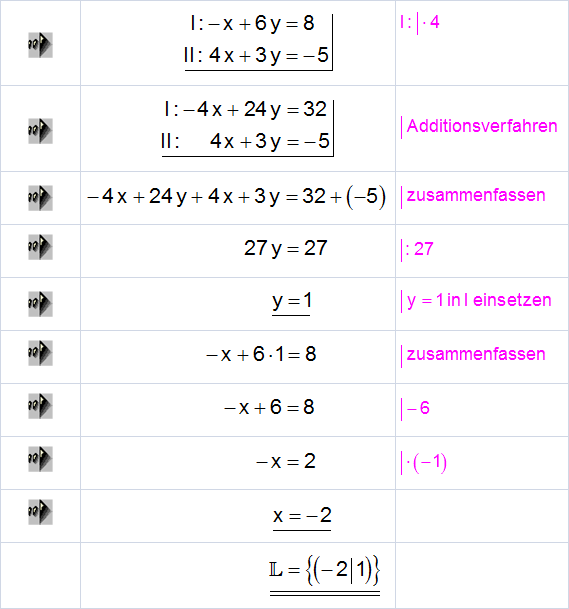 I: −x + 6y = 8
I: | · 4
II: 4x + 3y = −5
I: −4x + 24y = 32
II: 4x + 3y = −5
| Additionsverfahren
−4x + 24y + 4x + 3y = 32 + (−5)
| zusammenfassen
27y = 27
| : 27
y = 1
| y = 1 in I einsetzen
−x + 6 · 1 = 8
| zusammenfassen
−x + 6 = 8
| − 6
−x = 2
| · (−1)
x = −2
𝕃 = {(−2|1)}